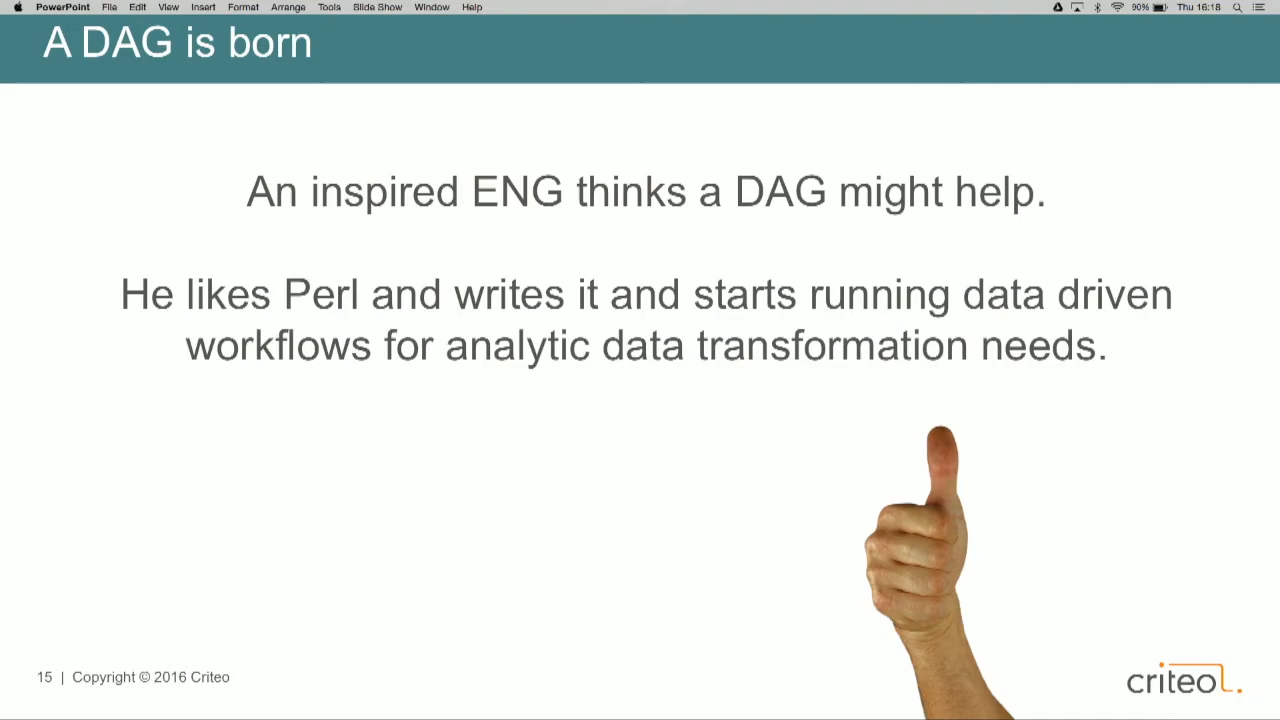 PowerPoint File Edit View Insert Format Arrange Tools Slide Show Window Help 90% Thu 16:18
A DAG is born
An inspired ENG thinks a DAG might help.
He likes Perl and writes it and starts running data driven
workflows for analytic data transformation needs.
15 | Copyright © 2016 Criteo
criteo